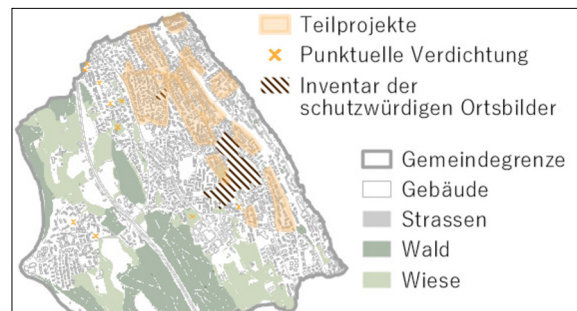 Teilprojekte
Punktuelle Verdichtung
Inventar der
schutzwürdigen Ortsbilder
Gemeindegrenze
Gebäude
Strassen
Wald
Wiese